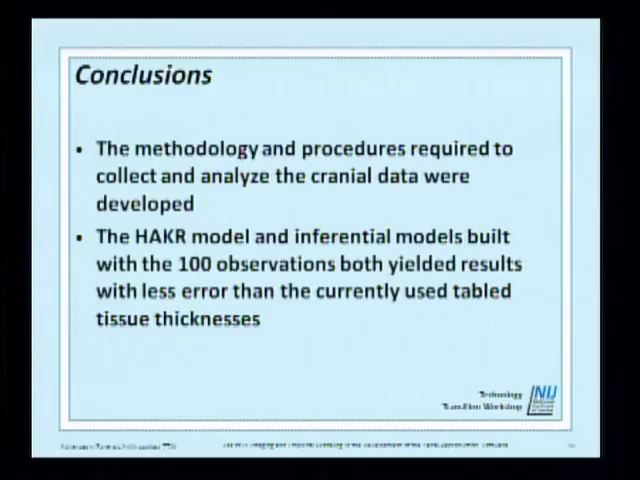 Conclusions
• The methodology and procedures required to
collect and analyze the cranial data were
developed
• The HAKR model and inferential models built
with the 100 observations both yielded results
with less error than the currently used tabled
tissue thicknesses
Technology
Transition Workshop
NIJ